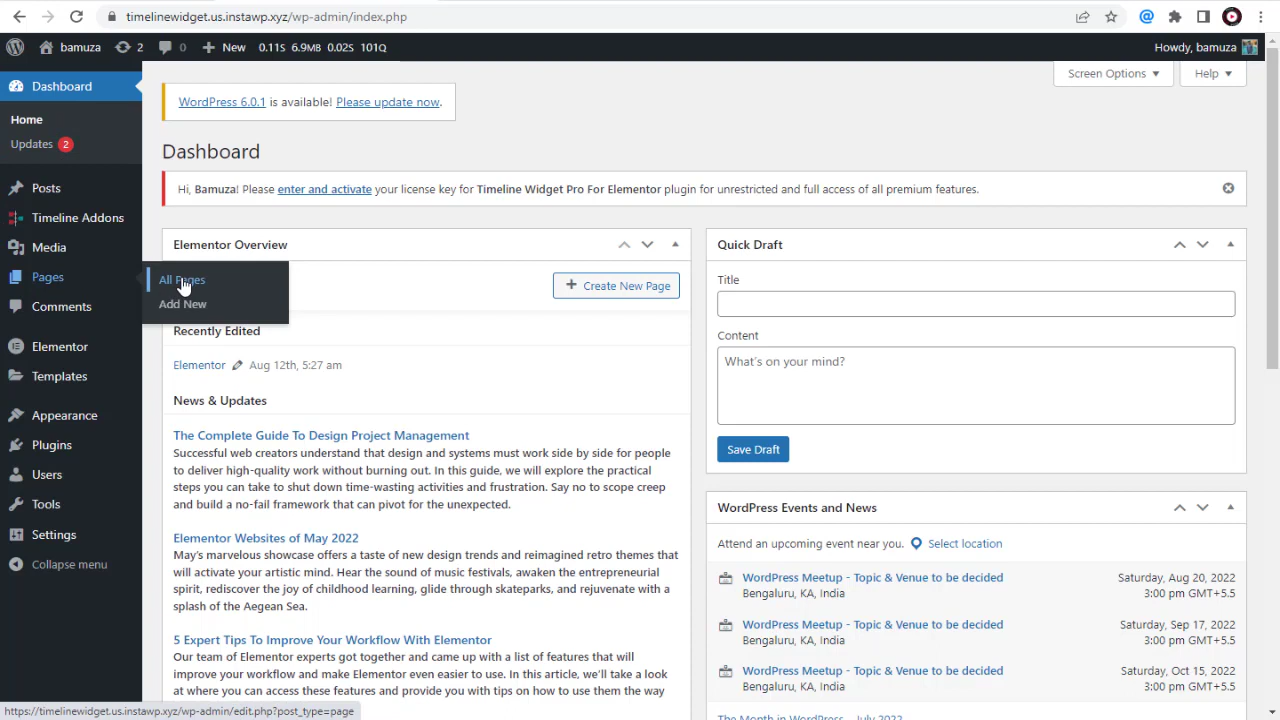 timelinewidget.us.instawp.xyz/wp-admin/index.php
bamuza 2 0 New 0.11S 6.9MB 0.02S 101Q Howdy, bamuza
Screen Options Help
Dashboard
Home
Updates 2
Posts
Timeline Addons
Media
Pages
All Pages
Add New
Comments
Elementor
Templates
Appearance
Plugins
Users
Tools
Settings
Collapse menu
WordPress 6.0.1 is available! Please update now.
Dashboard
Hi, Bamuza! Please enter and activate your license key for Timeline Widget Pro For Elementor plugin for unrestricted and full access of all premium features.
Elementor Overview
Create New Page
Recently Edited
Elementor Aug 12th, 5:27 am
News & Updates
The Complete Guide To Design Project Management
Successful web creators understand that design and systems must work side by side for people
to deliver high-quality work without burning out. In this guide, we will explore the practical
steps you can take to shut down time-wasting activities and frustration. Say no to scope creep
and build a no-fail framework that can pivot for the unexpected.
Elementor Websites of May 2022
May's marvelous showcase offers a taste of new design trends and reimagined retro themes that
will activate your artistic mind. Hear the sound of music festivals, awaken the entrepreneurial
spirit, rediscover the joy of childhood learning, glide through skateparks, and rejuvenate with a
splash of the Aegean Sea.
5 Expert Tips To Improve Your Workflow With Elementor
Our team of Elementor experts got together and came up with a list of features that will
improve your workflow and make Elementor even easier to use. In this article, we'll take a look
at where you can access these features and provide you with tips on how to use them the way
Quick Draft
Title
Content
What's on your mind?
Save Draft
WordPress Events and News
Attend an upcoming event near you. Select location
WordPress Meetup - Topic & Venue to be decided Saturday, Aug 20, 2022
Bengaluru, KA, India 3:00 pm GMT+5.5
WordPress Meetup - Topic & Venue to be decided Saturday, Sep 17, 2022
Bengaluru, KA, India 3:00 pm GMT+5.5
WordPress Meetup - Topic & Venue to be decided Saturday, Oct 15, 2022
Bengaluru, KA, India 3:00 pm GMT+5.5
The Month in WordPress – July 2022
https://timelinewidget.us.instawp.xyz/wp-admin/edit.php?post_type=page